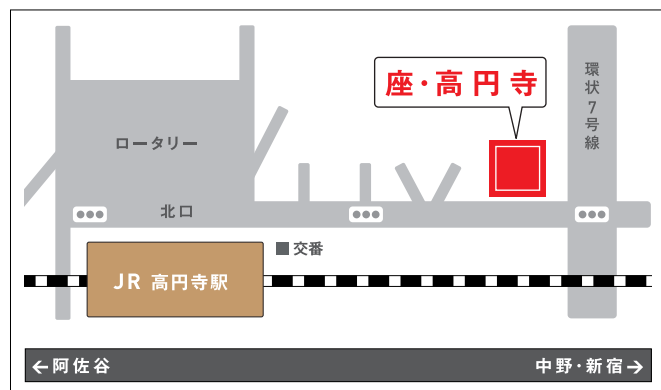 座・高円寺
環状7号線
ロータリー
北口
交番
JR 高円寺駅
←阿佐谷
中野・新宿→